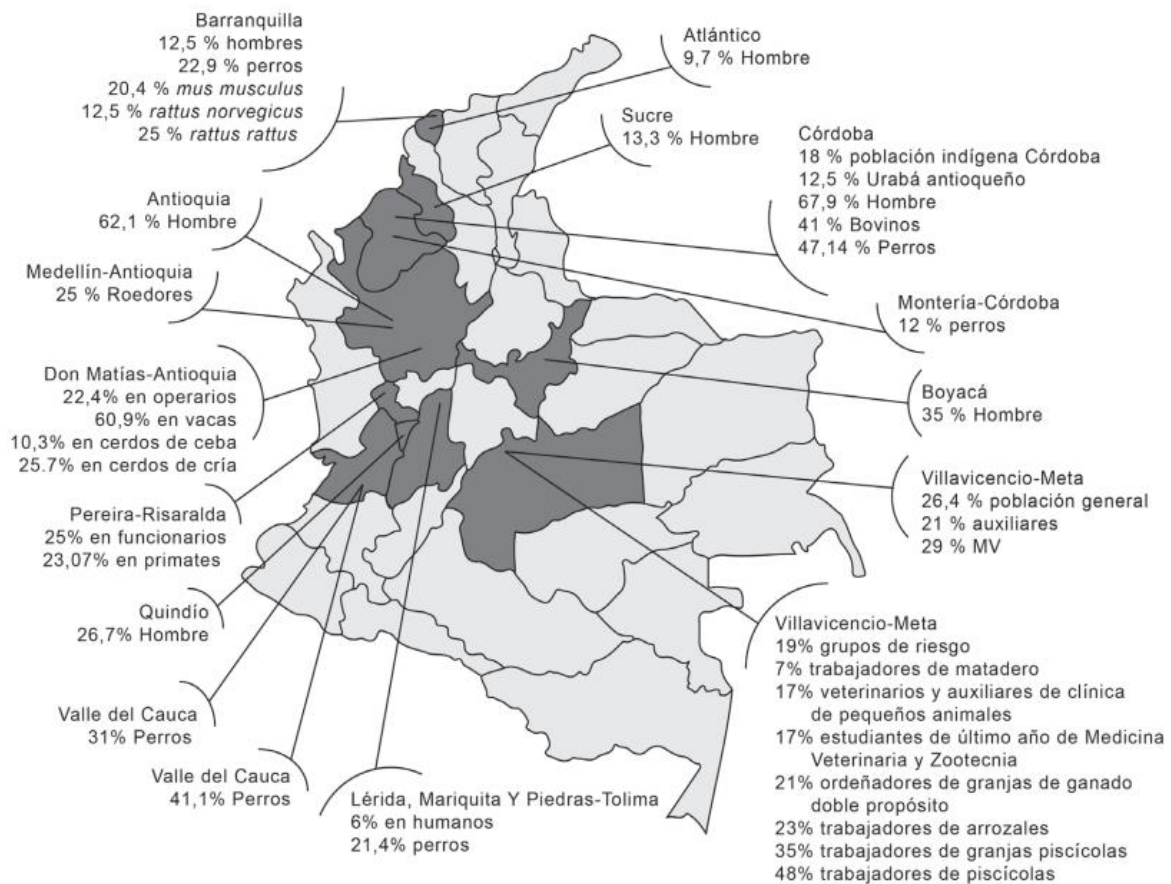 Barranquilla
12,5 % hombres
22,9 % perros
20,4 % mus musculus
12,5 % rattus norvegicus
25 % rattus rattus
Atlántico
9,7 % Hombre
Sucre
13,3 % Hombre
Córdoba
18 % población indígena Córdoba
12,5 % Urabá antioqueño
67,9 % Hombre
41 % Bovinos
47,14 % Perros
Antioquia
62,1 % Hombre
Medellín-Antioquia
25 % Roedores
Montería-Córdoba
12 % perros
Don Matías-Antioquia
22,4% en operarios
60,9% en vacas
10,3% en cerdos de ceba
25.7% en cerdos de cría
Boyacá
35 % Hombre
Villavicencio-Meta
26,4 % población general
21 % auxiliares
29 % MV
Pereira-Risaralda
25% en funcionarios
23,07% en primates
Quindío
26,7% Hombre
Villavicencio-Meta
19% grupos de riesgo
7% trabajadores de matadero
17% veterinarios y auxiliares de clínica
de pequeños animales
17% estudiantes de último año de Medicina
Veterinaria y Zootecnia
21% ordeñadores de granjas de ganado
doble propósito
23% trabajadores de arrozales
35% trabajadores de granjas piscícolas
48% trabajadores de piscícolas
Valle del Cauca
31% Perros
Valle del Cauca
41,1% Perros
Lérida, Mariquita Y Piedras-Tolima
6% en humanos
21,4% perros